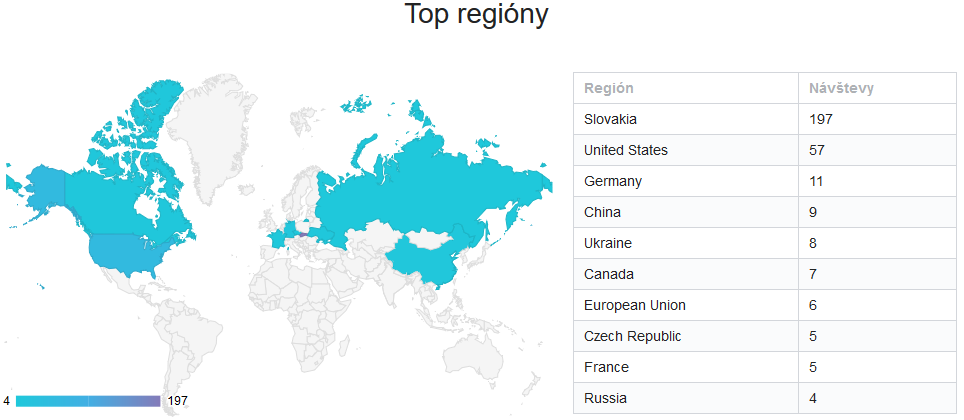 Top regióny
Región Návštevy
Slovakia 197
United States 57
Germany 11
China 9
Ukraine 8
Canada 7
European Union 6
Czech Republic 5
France 5
Russia 4
4 197